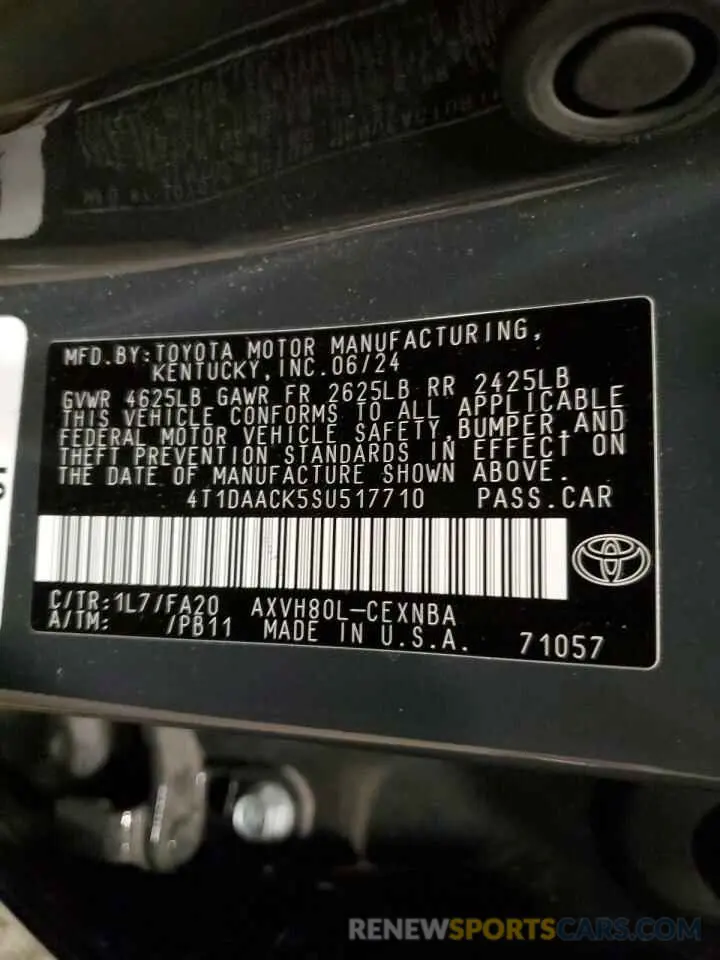 MFD.BY:TOYOTA MOTOR MANUFACTURING,
KENTUCKY,INC.06/24
GVWR 4625LB GAWR FR 2625LB RR 2425LB
THIS VEHICLE CONFORMS TO ALL APPLICABLE
FEDERAL MOTOR VEHICLE SAFETY,BUMPER,AND
THEFT PREVENTION STANDARDS IN EFFECT ON
THE DATE OF MANUFACTURE SHOWN ABOVE.
4T1DAACK5SU517710 PASS.CAR
C/TR:1L7/FA20 AXVH80L-CEXNBA
A/TM: /PB11 MADE IN U.S.A. 71057
RENEWSPORTSCARS.COM